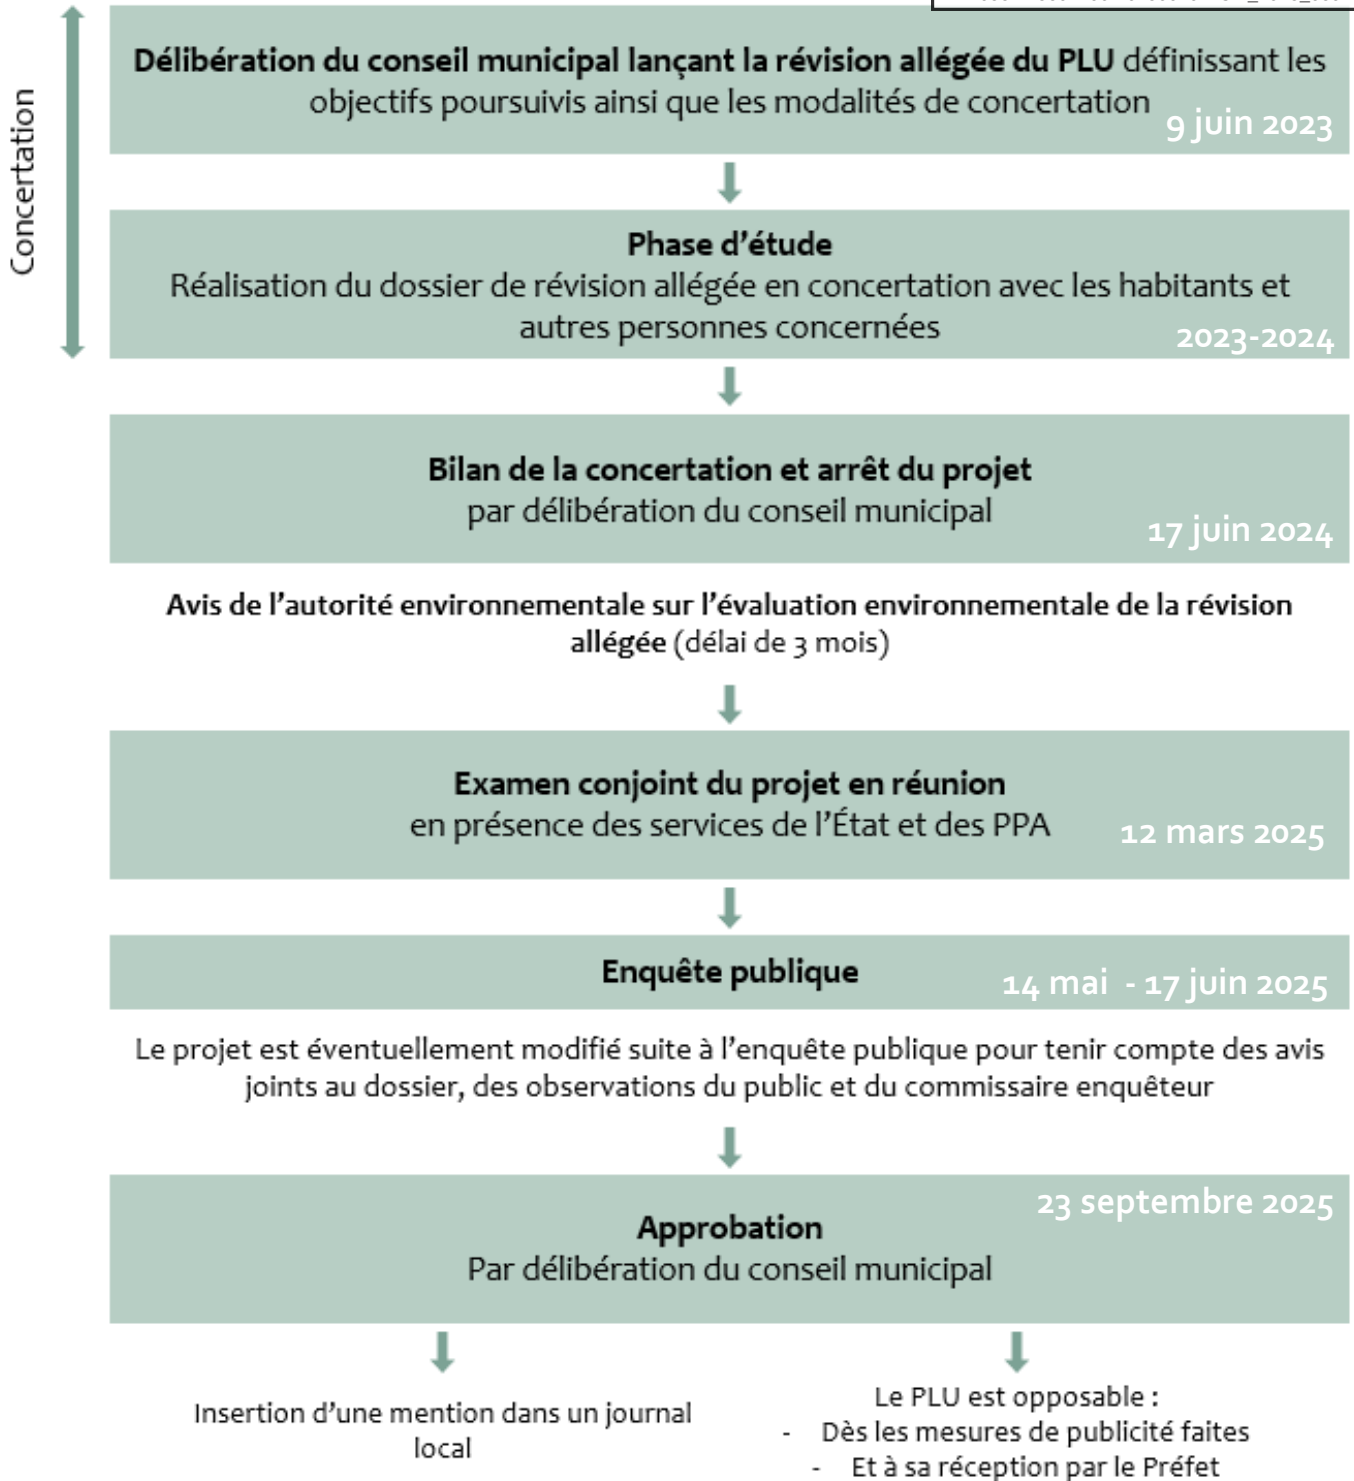 Concertation
Délibération du conseil municipal lançant la révision allégée du PLU définissant les
objectifs poursuivis ainsi que les modalités de concertation
9 juin 2023
Phase d’étude
Réalisation du dossier de révision allégée en concertation avec les habitants et
autres personnes concernées
2023-2024
Bilan de la concertation et arrêt du projet
par délibération du conseil municipal
17 juin 2024
Avis de l’autorité environnementale sur l’évaluation environnementale de la révision
allégée (délai de 3 mois)
Examen conjoint du projet en réunion
en présence des services de l’État et des PPA
12 mars 2025
Enquête publique
14 mai - 17 juin 2025
Le projet est éventuellement modifié suite à l’enquête publique pour tenir compte des avis
joints au dossier, des observations du public et du commissaire enquêteur
23 septembre 2025
Approbation
Par délibération du conseil municipal
Insertion d’une mention dans un journal
local
Le PLU est opposable :
- Dès les mesures de publicité faites
- Et à sa réception par le Préfet